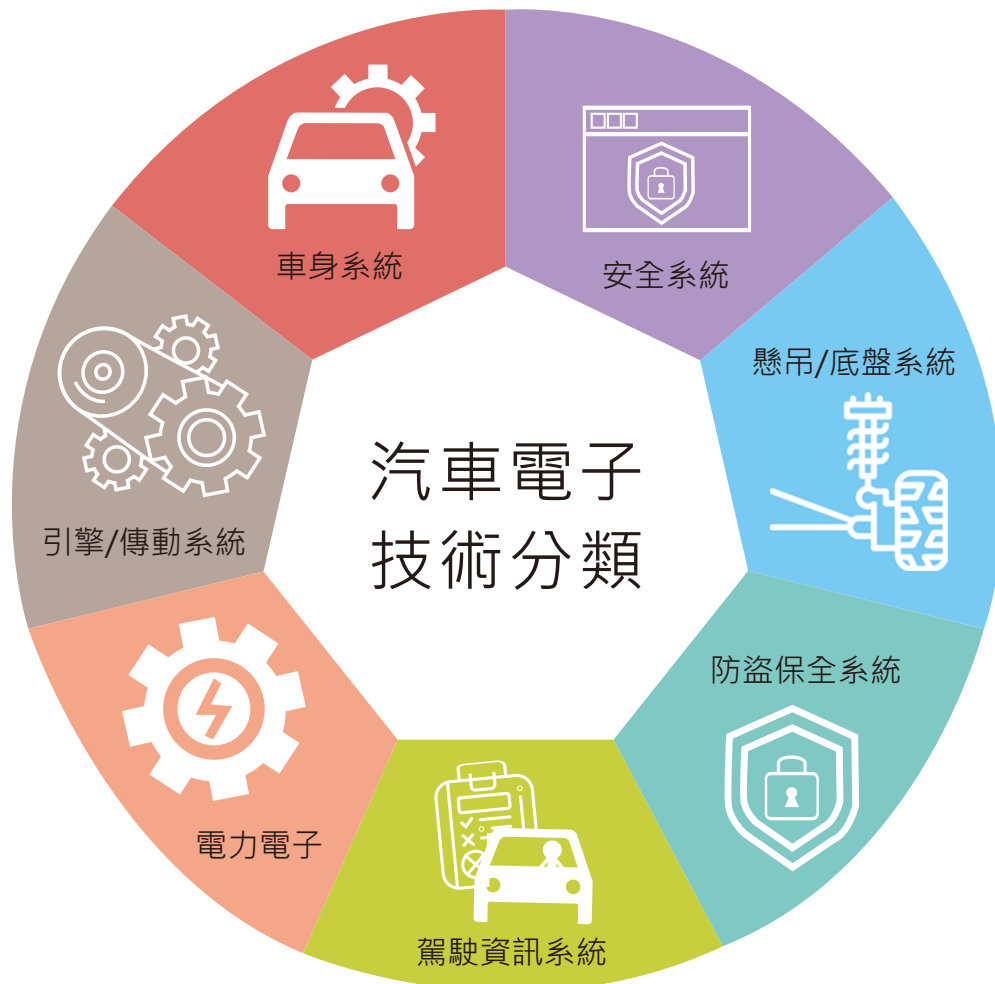 汽車電子
技術分類
車身系統
安全系統
懸吊/底盤系統
防盜保全系統
駕駛資訊系統
電力電子
引擎/傳動系統